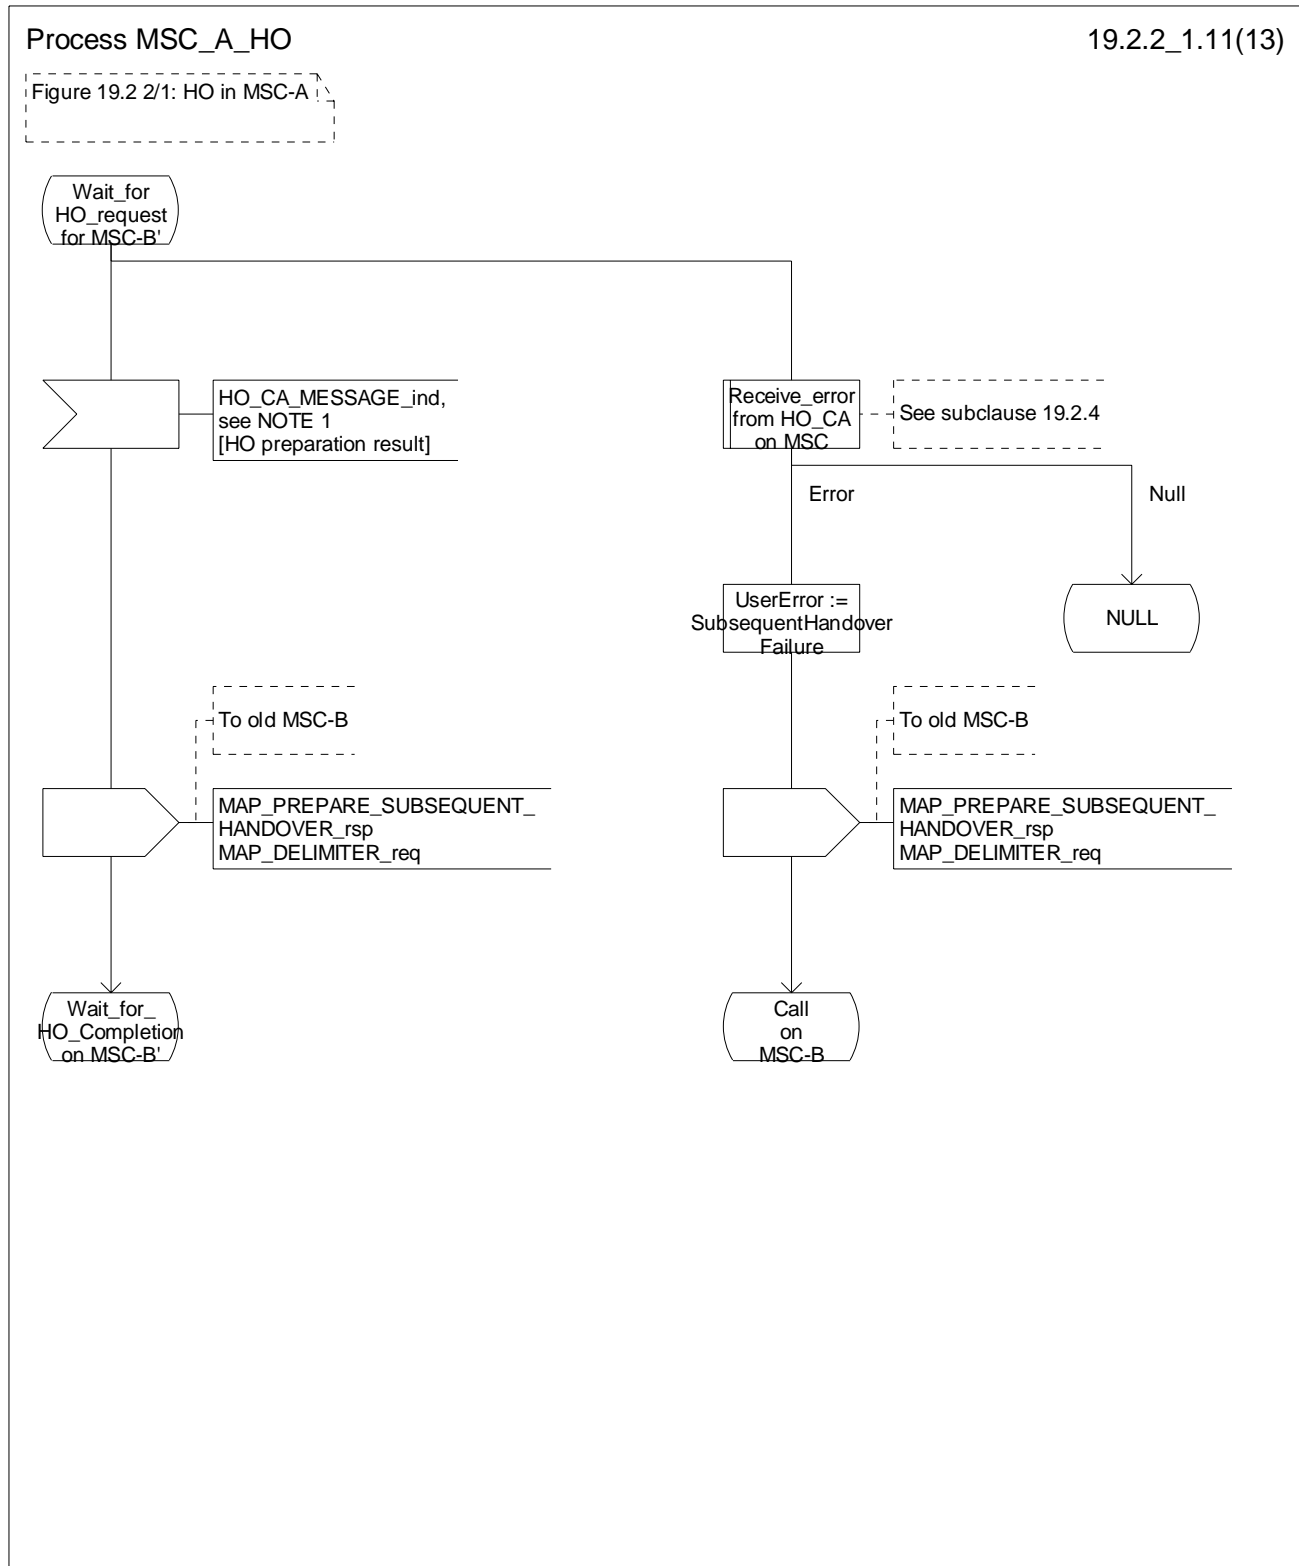 Process MSC_A_HO
19.2.2_1.11(13)
Figure 19.2 2/1: HO in MSC-A
Wait_for
HO_request
for MSC-B'
HO_CA_MESSAGE_ind,
see NOTE 1
[HO preparation result]
Receive_error
from HO_CA
on MSC
See subclause 19.2.4
Error
Null
UserError :=
SubsequentHandover
Failure
NULL
To old MSC-B
To old MSC-B
MAP_PREPARE_SUBSEQUENT_
HANDOVER_rsp
MAP_DELIMITER_req
MAP_PREPARE_SUBSEQUENT_
HANDOVER_rsp
MAP_DELIMITER_req
Wait_for_
HO_Completion
on MSC-B'
Call
on
MSC-B